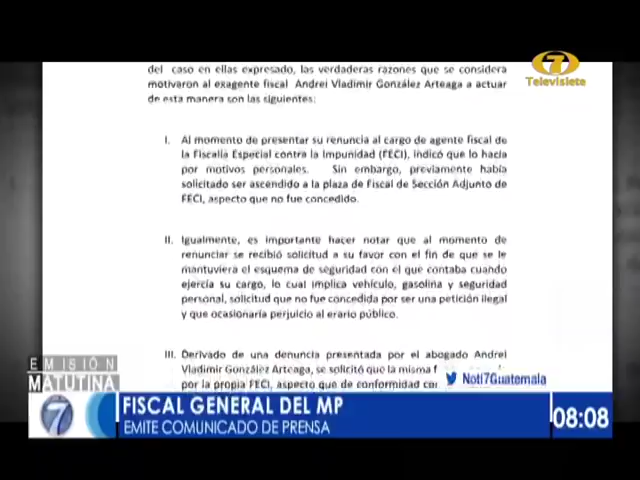 7
Televisiete
del caso en ellas expresado, las verdaderas razones que se considera
motivaron al exagente fiscal Andrei Vladimir González Arteaga a actuar
de esta manera son las siguientes:
I. Al momento de presentar su renuncia al cargo de agente fiscal de
la Fiscalía Especial contra la Impunidad (FECI), indicó que lo hacía
por motivos personales. Sin embargo, previamente había
solicitado ser ascendido a la plaza de Fiscal de Sección Adjunto de
FECI, aspecto que no fue concedido.
II. Igualmente, es importante hacer notar que al momento de
renunciar se recibió solicitud a su favor con el fin de que se le
mantuviera el esquema de seguridad con el que contaba cuando
ejercía su cargo, lo cual implica vehículo, gasolina y seguridad
personal, solicitud que no fue concedida por ser una petición ilegal
y que ocasionaría perjuicio al erario público.
III. Derivado de una denuncia presentada por el abogado Andrei
Vladimir González Arteaga, se solicitó que la misma
por la propia FECI, aspecto que de conformidad
Noti7Guatemala
EMISIÓN
MATUTINA
7
FISCAL GENERAL DEL MP
EMITE COMUNICADO DE PRENSA
08:08